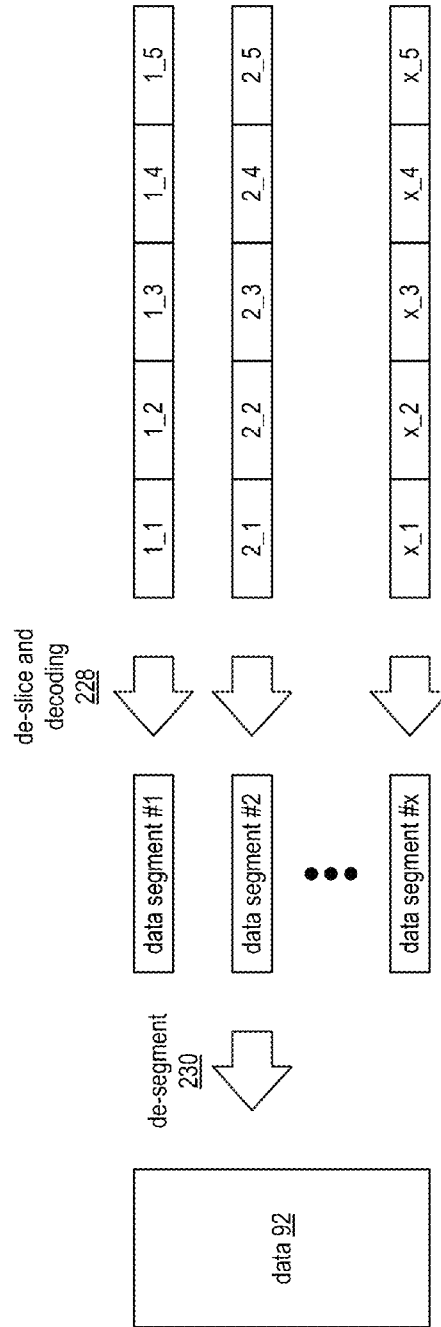 de-slice and
decoding
228
1_1 1_2 1_3 1_4 1_5
2_1 2_2 2_3 2_4 2_5
x_1 x_2 x_3 x_4 x_5
data segment #1
data segment #2
data segment #x
de-segment
230
data 92